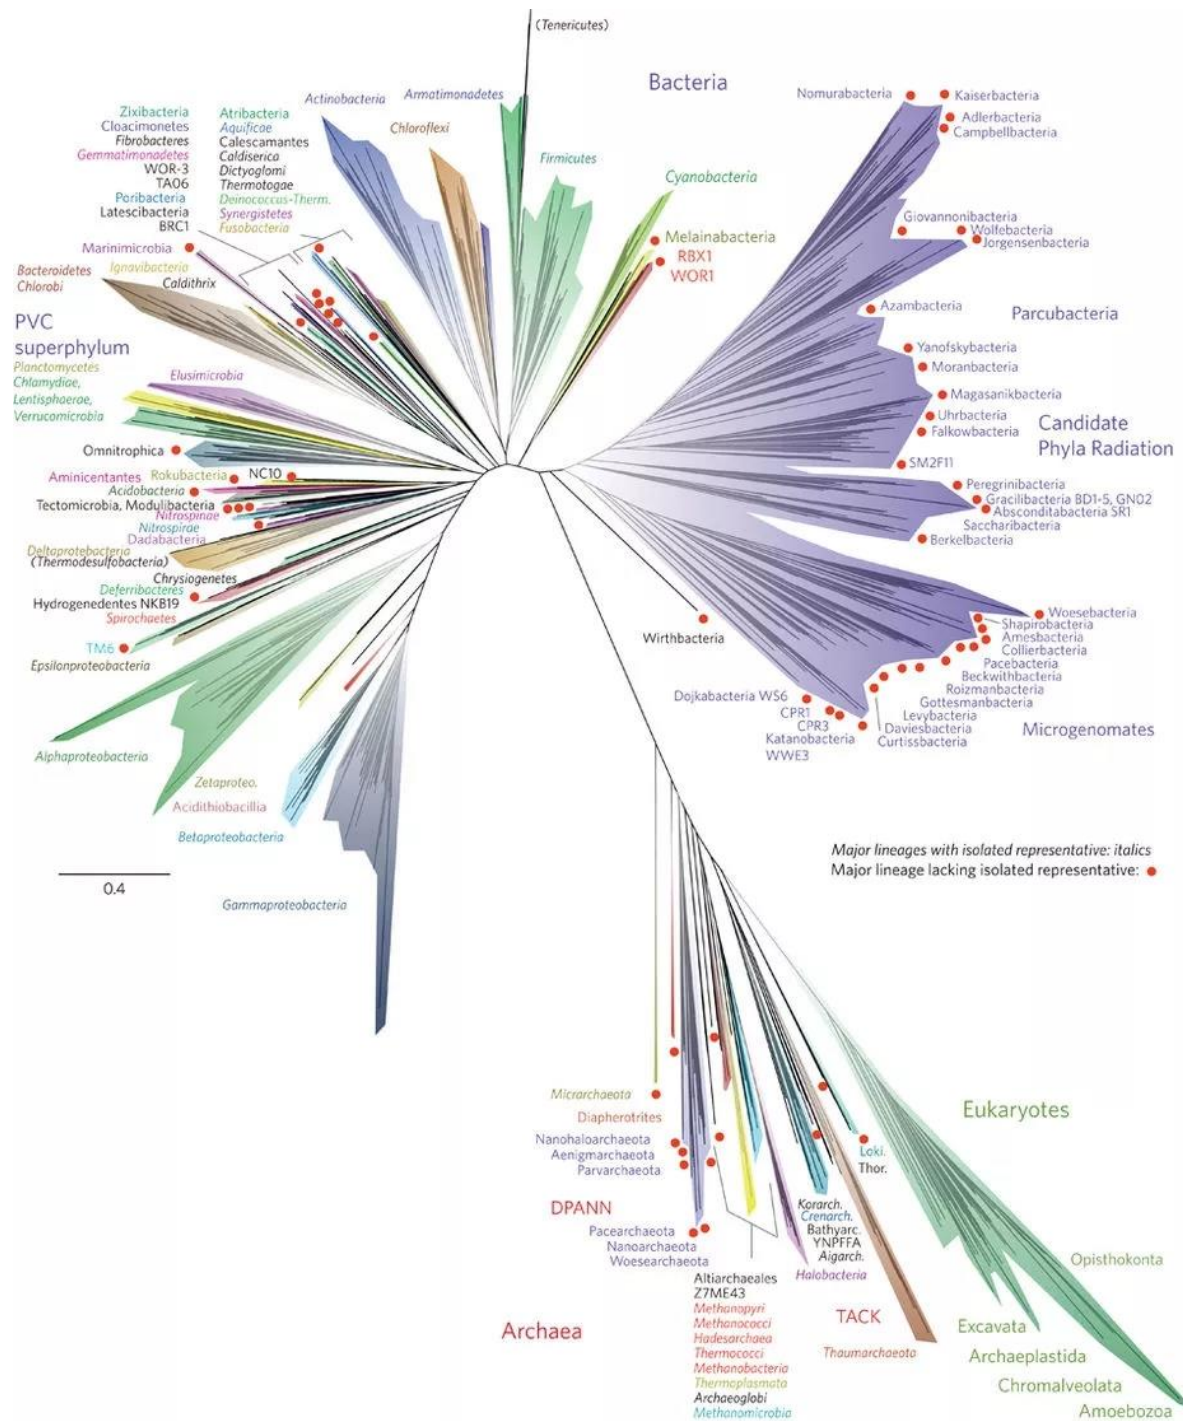 (Tenericutes)
Bacteria
Nomurabacteria
Kaiserbacteria
Adlerbacteria
Campbellbacteria
Armatimonadetes
Actinobacteria
Zixibacteria
Cloacimonetes
Fibrobacteres
Gemmatimonadetes
WOR-3
TA06
Poribacteria
Latescibacteria
BRC1
Atribacteria
Aquificae
Calescamantes
Caldiserica
Dictyoglomi
Thermotogae
Deinococcus-Therm.
Synergistetes
Fusobacteria
Chloroflexi
Firmicutes
Cyanobacteria
Melainabacteria
RBX1
WOR1
Giovannonibacteria
Wolfebacteria
Jorgensenbacteria
Azambacteria
Parcubacteria
Yanofskybacteria
Moranbacteria
Magasanikbacteria
Uhrbacteria
Falkowbacteria
Candidate
Phyla Radiation
SM2F11
Peregrinibacteria
Gracilibacteria BD1-5, GN02
Absconditabacteria SR1
Saccharibacteria
Berkelbacteria
Marinimicrobia
Bacteroidetes
Chlorobi
Ignavibacteria
Caldithrix
PVC
superphylum
Planctomycetes
Chlamydiae,
Lentisphaerae,
Verrucomicrobia
Elusimicrobia
Omnitrophica
Aminicentantes
Rokubacteria
NC10
Acidobacteria
Tectomicrobia, Modulibacteria
Nitrospinae
Nitrospirae
Dadabacteria
Deltaprotebacteria
(Thermodesulfobacteria)
Chrysiogenetes
Deferribacteres
Hydrogenedentes NKB19
Spirochaetes
TM6
Epsilonproteobacteria
Alphaproteobacteria
Zetaproteo.
Acidithiobacillia
Betaproteobacteria
Gammaproteobacteria
0.4
Wirthbacteria
Woesebacteria
Shapirobacteria
Amesbacteria
Collierbacteria
Pacebacteria
Beckwithbacteria
Roizmanbacteria
Gottesmanbacteria
Levybacteria
Daviesbacteria
Curtissbacteria
Microgenomates
Dojkabacteria WS6
CPR1
CPR3
Katanobacteria
WWE3
Major lineages with isolated representative: italics
Major lineage lacking isolated representative:
Micrarchaeota
Diapherotrites
Nanohaloarchaeota
Aenigmarchaeota
Parvarchaeota
DPANN
Pacearchaeota
Nanoarchaeota
Woesearchaeota
Archaea
Altiarchaeales
Z7ME43
Methanopyri
Methanococci
Hadesarchaea
Thermococci
Methanobacteria
Thermoplasmata
Archaeoglobi
Methanomicrobia
Halobacteria
Korarch.
Crenarch.
Bathyarc.
YNPFFA
Aigarch.
TACK
Thaumarchaeota
Loki.
Thor.
Eukaryotes
Opisthokonta
Excavata
Archaeplastida
Chromalveolata
Amoebozoa